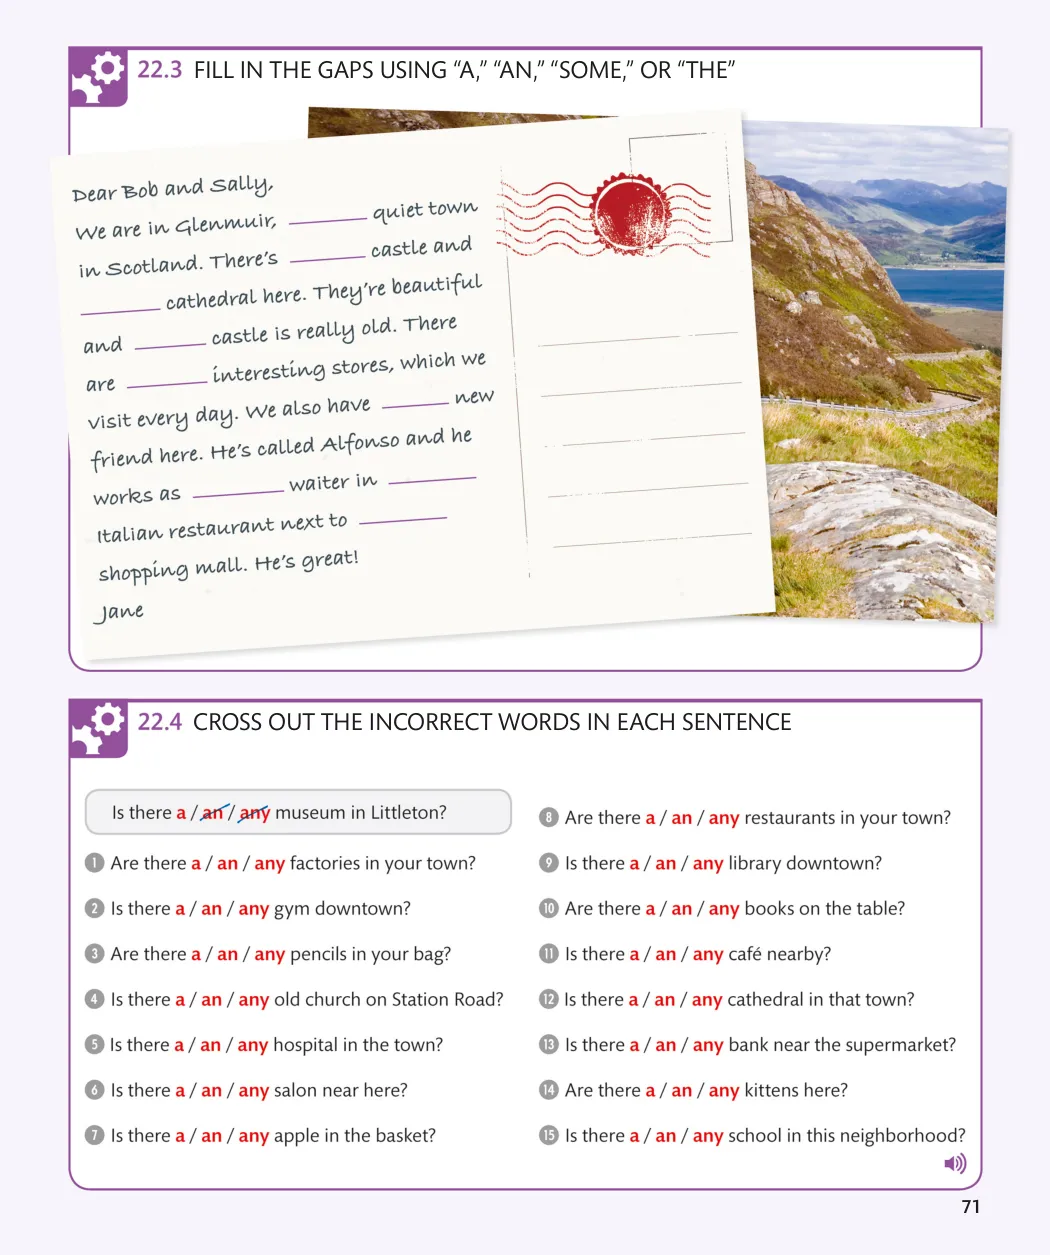 22.3 FILL IN THE GAPS USING “A,” “AN,” “SOME,” OR “THE”
Dear Bob and Sally,
We are in Glenmuir, ________ quiet town
in Scotland. There’s ________ castle and
________ cathedral here. They’re beautiful
and ________ castle is really old. There
are ________ interesting stores, which we
visit every day. We also have ________ new
friend here. He’s called Alfonso and he
works as ________ waiter in ________
Italian restaurant next to ________
shopping mall. He’s great!
Jane
22.4 CROSS OUT THE INCORRECT WORDS IN EACH SENTENCE
Is there a / an / any museum in Littleton?
1 Are there a / an / any factories in your town?
2 Is there a / an / any gym downtown?
3 Are there a / an / any pencils in your bag?
4 Is there a / an / any old church on Station Road?
5 Is there a / an / any hospital in the town?
6 Is there a / an / any salon near here?
7 Is there a / an / any apple in the basket?
8 Are there a / an / any restaurants in your town?
9 Is there a / an / any library downtown?
10 Are there a / an / any books on the table?
11 Is there a / an / any café nearby?
12 Is there a / an / any cathedral in that town?
13 Is there a / an / any bank near the supermarket?
14 Are there a / an / any kittens here?
15 Is there a / an / any school in this neighborhood?
71